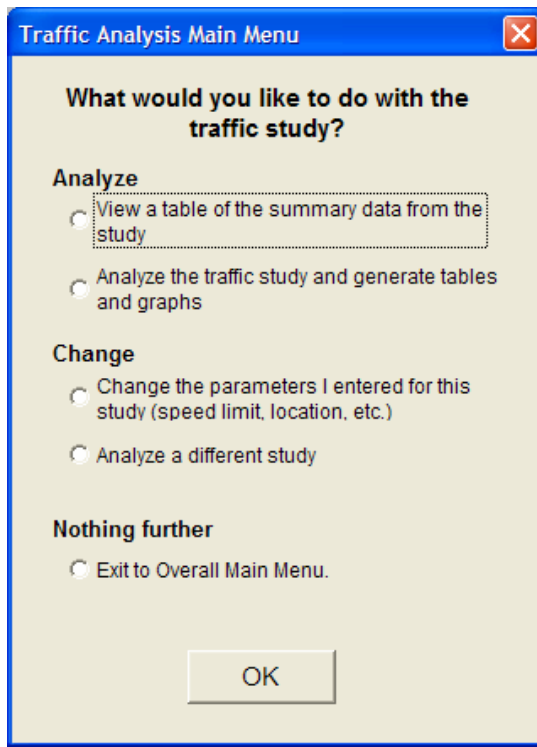 Traffic Analysis Main Menu
What would you like to do with the
traffic study?
Analyze
View a table of the summary data from the
study
Analyze the traffic study and generate tables
and graphs
Change
Change the parameters I entered for this
study (speed limit, location, etc.)
Analyze a different study
Nothing further
Exit to Overall Main Menu.
OK